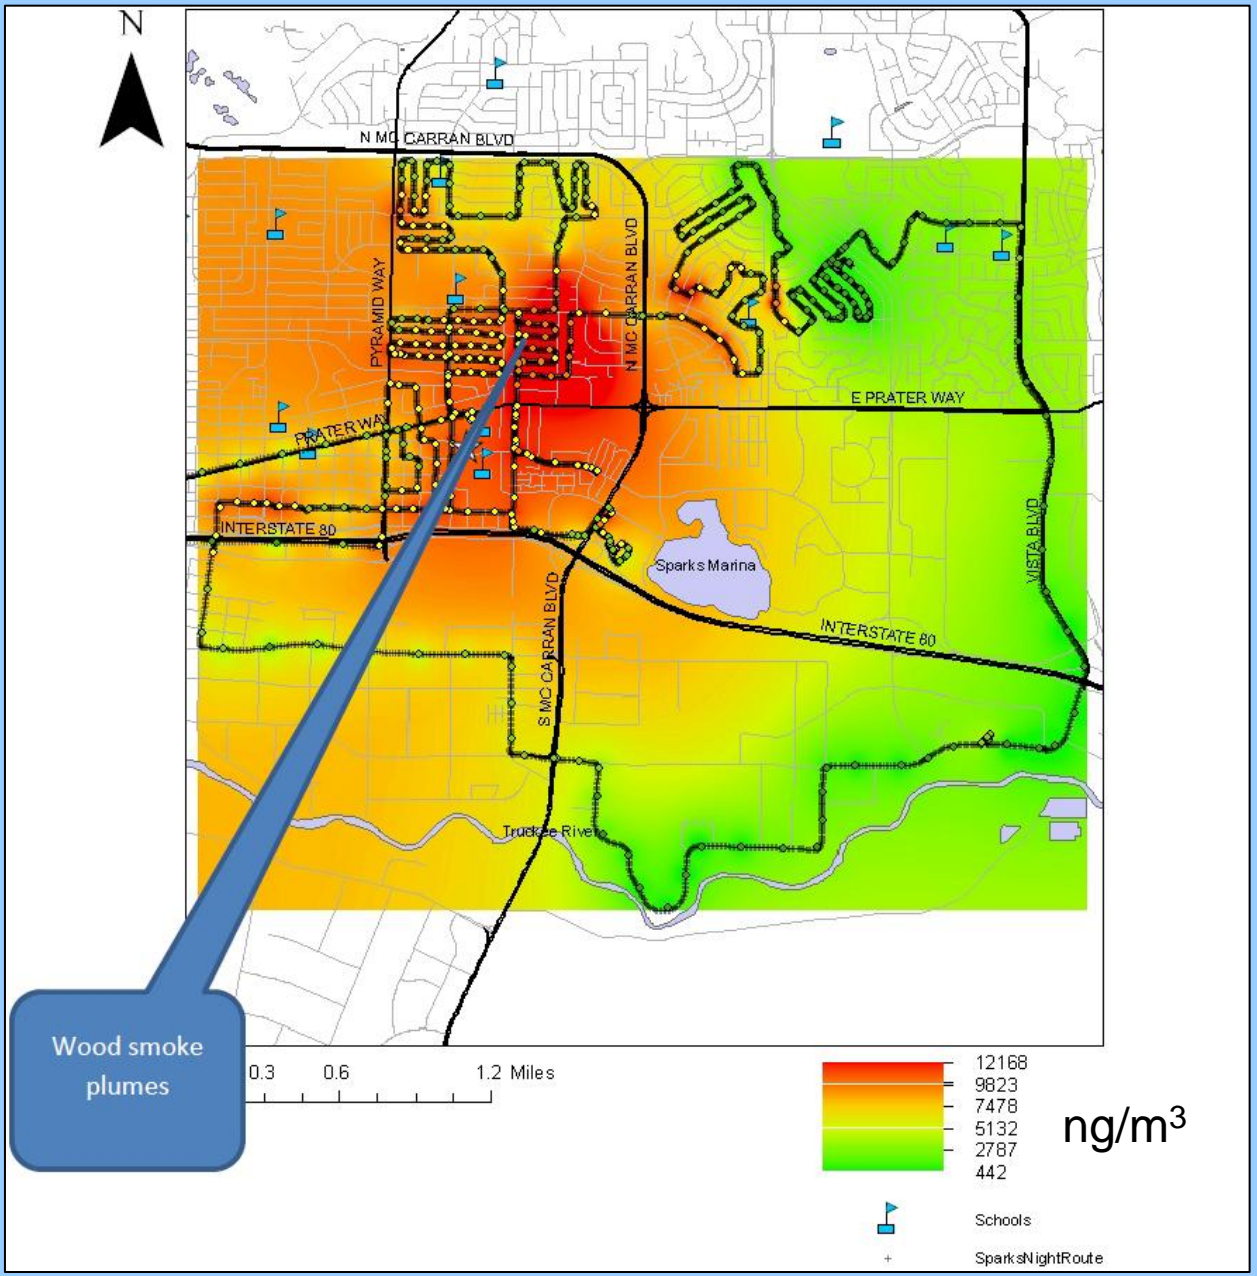 N
N MC CARRAN BLVD
PYRAMID WAY
N MC CARRAN BLVD
E PRATER WAY
PRATER WAY
INTERSTATE 80
Sparks Marina
VISTA BLVD
S MC CARRAN BLVD
INTERSTATE 80
Truckee River
Wood smoke
plumes
0.3 0.6 1.2 Miles
12168
9823
7478
5132
2787
442
ng/m³
Schools
SparksNightRoute